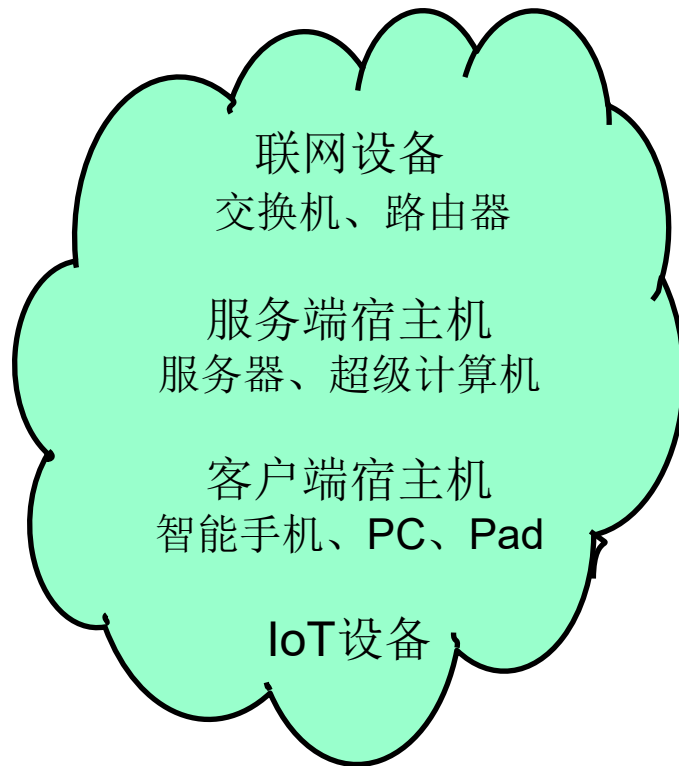 联网设备
交换机、路由器
服务端宿主机
服务器、超级计算机
客户端宿主机
智能手机、PC、Pad
IoT设备